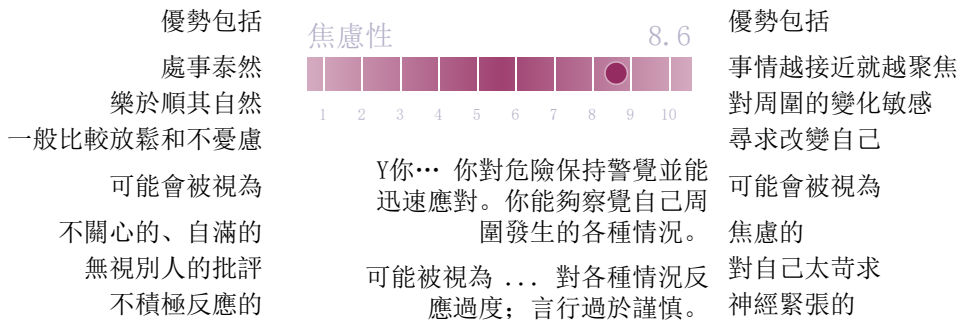 優勢包括
處事泰然
樂於順其自然
一般比較放鬆和不憂慮
可能會被視為
不關心的、自滿的
無視別人的批評
不積極反應的
焦慮性 8.6
1 2 3 4 5 6 7 8 9 10
Y你… 你對危險保持警覺並能
迅速應對。你能夠察覺自己周
圍發生的各種情況。
可能被視為 ... 對各種情況反
應過度；言行過於謹慎。
優勢包括
事情越接近就越聚焦
對周圍的變化敏感
尋求改變自己
可能會被視為
焦慮的
對自己太苛求
神經緊張的